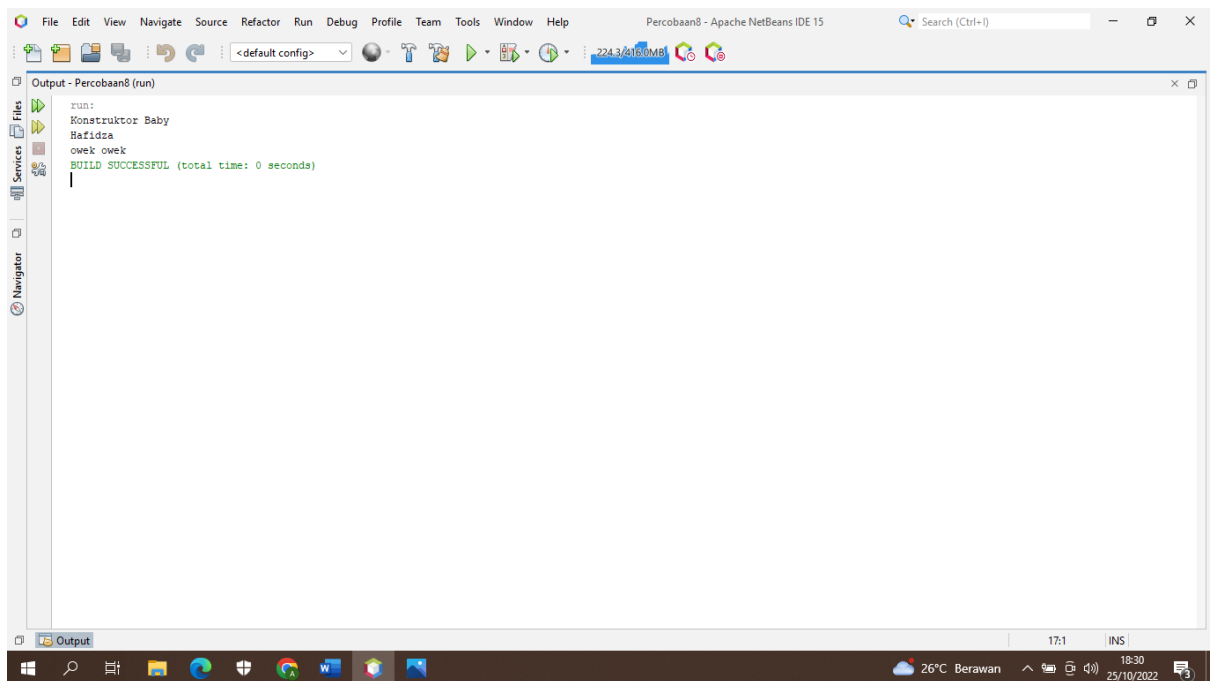 File Edit View Navigate Source Refactor Run Debug Profile Team Tools Window Help Percobaan8 - Apache NetBeans IDE 15 Search (Ctrl+I)
<default config> 224.3/416.0MB
Output - Percobaan8 (run)
run:
Konstruktor Baby
Hafidza
owek owek
BUILD SUCCESSFUL (total time: 0 seconds)
Files
Services
Navigator
Output 17:1 INS
26°C Berawan 18:30
25/10/2022 3